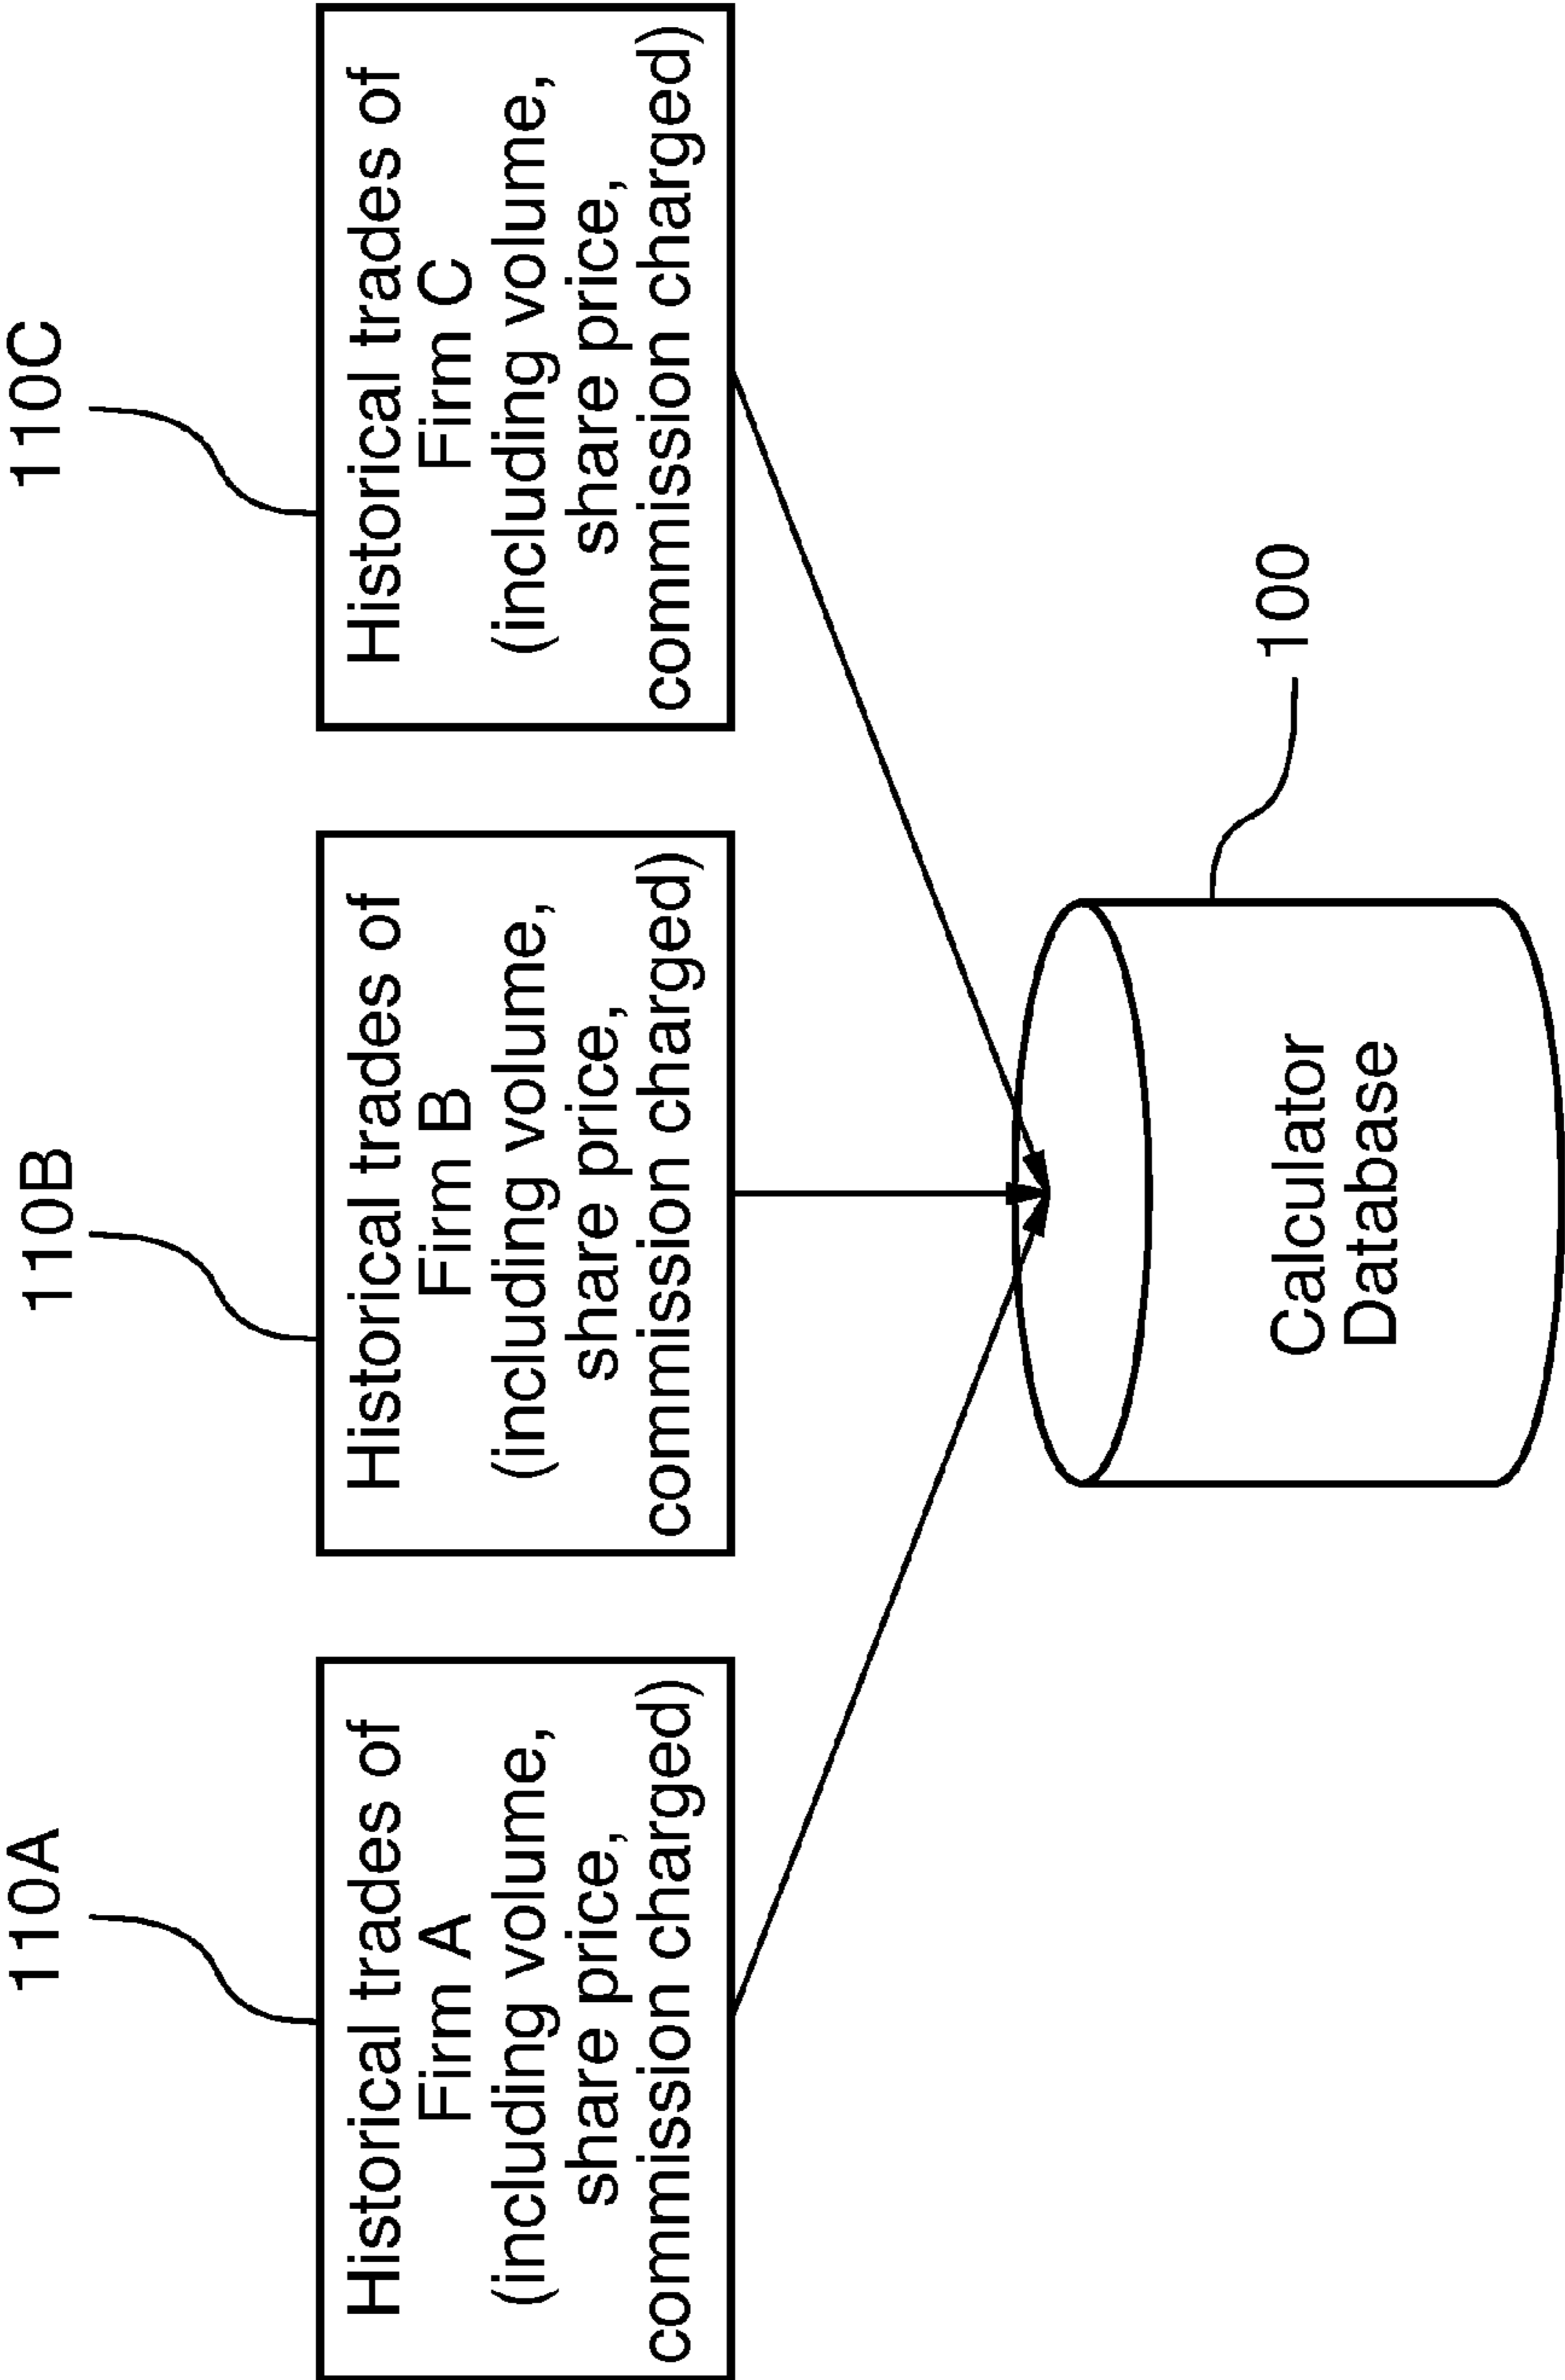 110A
Historical trades of
Firm A
(including volume,
share price,
commission charged)
110B
Historical trades of
Firm B
(including volume,
share price,
commission charged)
110C
Historical trades of
Firm C
(including volume,
share price,
commission charged)
100
Calculator
Database